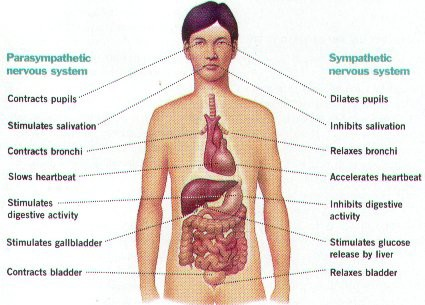 Parasympathetic
nervous system
Contracts pupils
Stimulates salivation
Contracts bronchi
Slows heartbeat
Stimulates
digestive activity
Stimulates gallbladder
Contracts bladder
Sympathetic
nervous system
Dilates pupils
Inhibits salivation
Relaxes bronchi
Accelerates heartbeat
Inhibits digestive
activity
Stimulates glucose
release by liver
Relaxes bladder